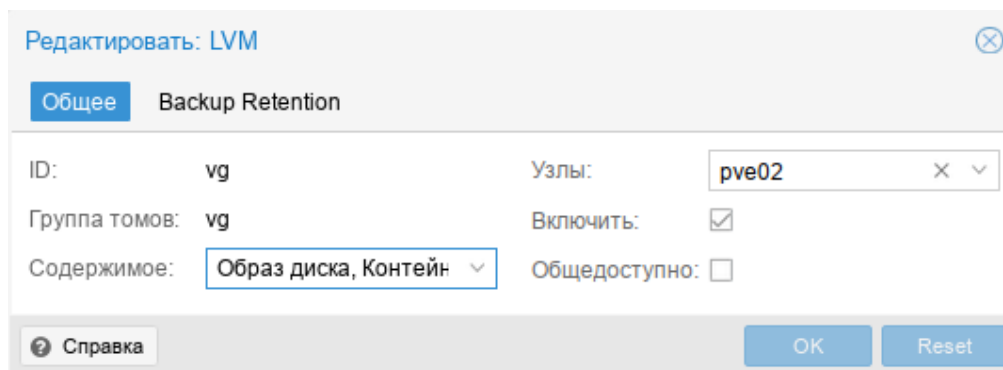 Редактировать: LVM
Общее Backup Retention
ID: vg Узлы: pve02
Группа томов: vg Включить:
Содержимое: Образ диска, Контейн Общедоступно:
Справка OK Reset